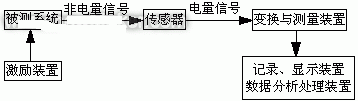 被测系统
非电量信号
传感器
电量信号
变换与测量装置
激励装置
记录、显示装置
数据分析处理装置